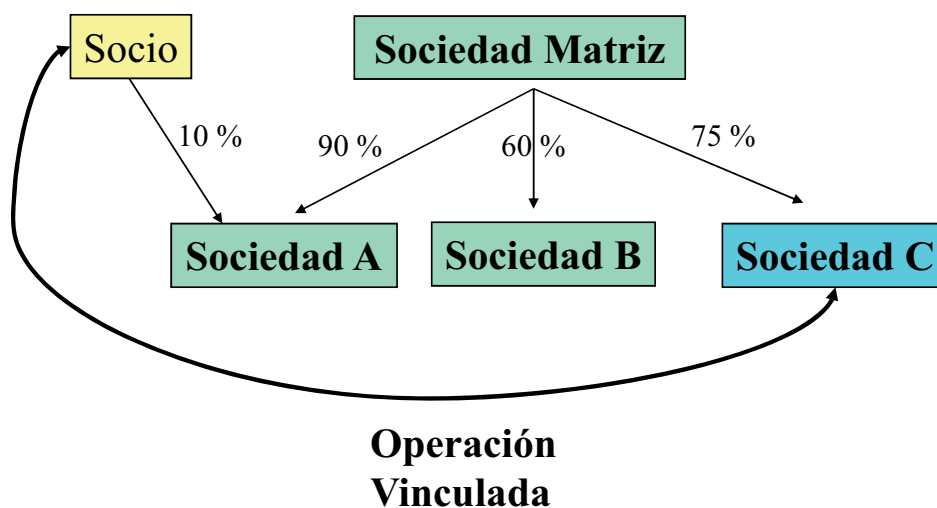 Socio
Sociedad Matriz
10 %
90 %
60 %
75 %
Sociedad A
Sociedad B
Sociedad C
Operación
Vinculada